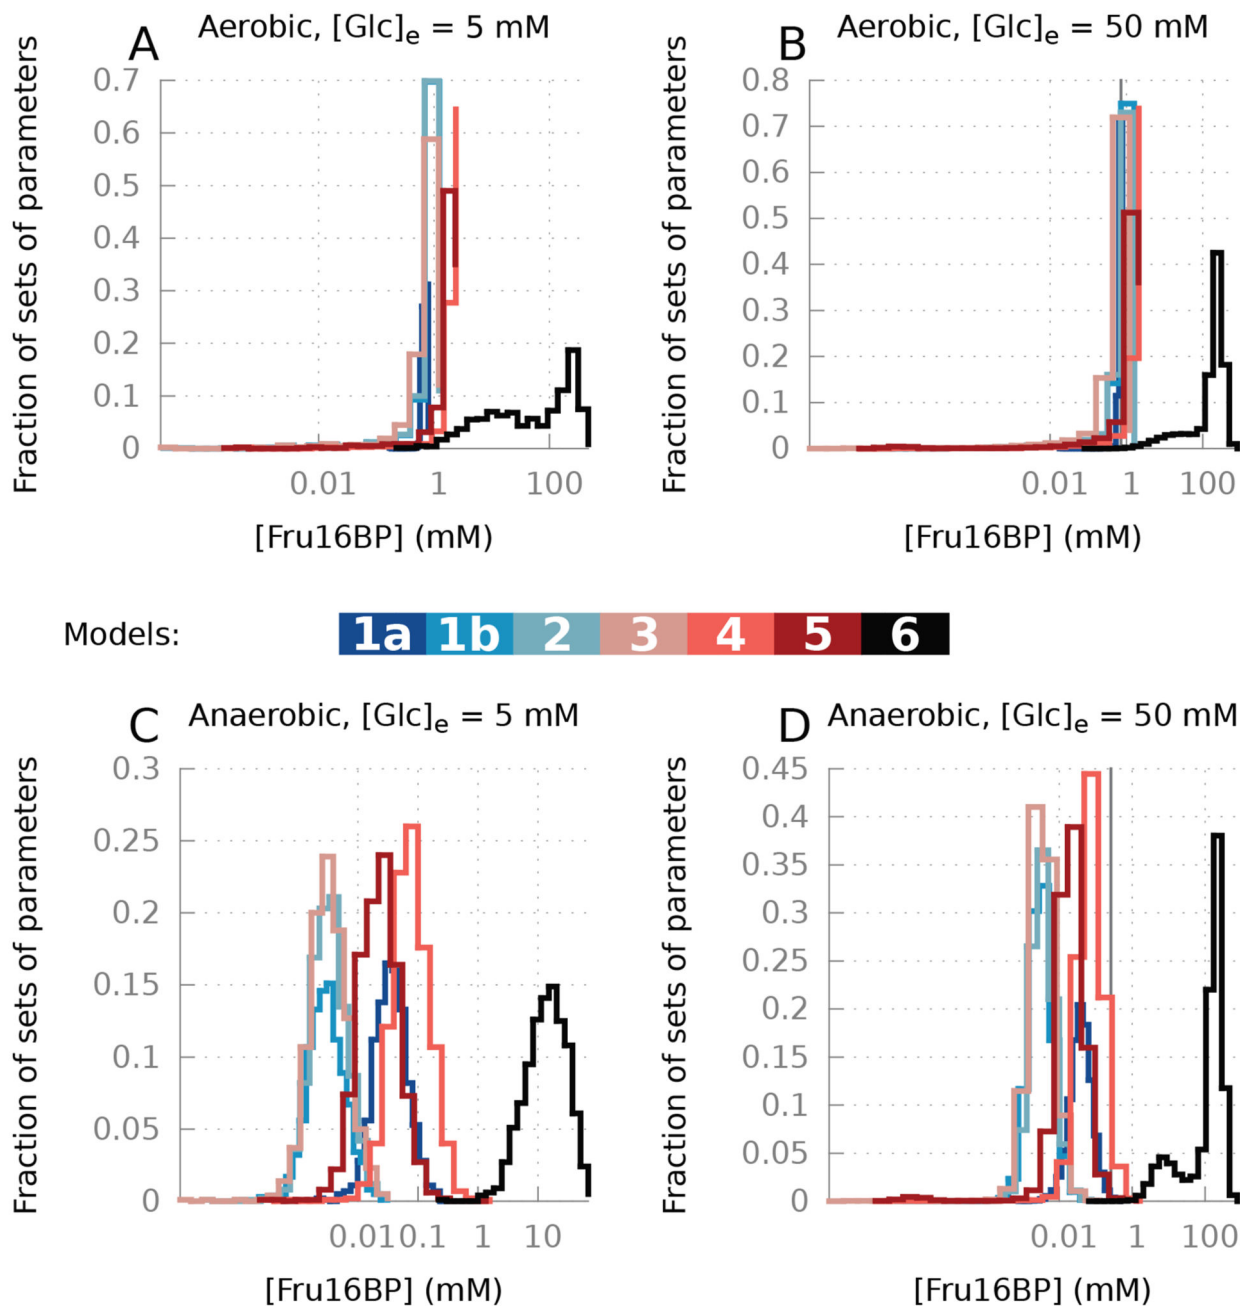 A Aerobic, [Glc]e = 5 mM
Fraction of sets of parameters
0.7
0.6
0.5
0.4
0.3
0.2
0.1
0
0.01 1 100
[Fru16BP] (mM)
B Aerobic, [Glc]e = 50 mM
Fraction of sets of parameters
0.8
0.7
0.6
0.5
0.4
0.3
0.2
0.1
0
0.01 1 100
[Fru16BP] (mM)
Models: 1a 1b 2 3 4 5 6
C Anaerobic, [Glc]e = 5 mM
Fraction of sets of parameters
0.3
0.25
0.2
0.15
0.1
0.05
0
0.01 0.1 1 10
[Fru16BP] (mM)
D Anaerobic, [Glc]e = 50 mM
Fraction of sets of parameters
0.45
0.4
0.35
0.3
0.25
0.2
0.15
0.1
0.05
0
0.01 1 100
[Fru16BP] (mM)